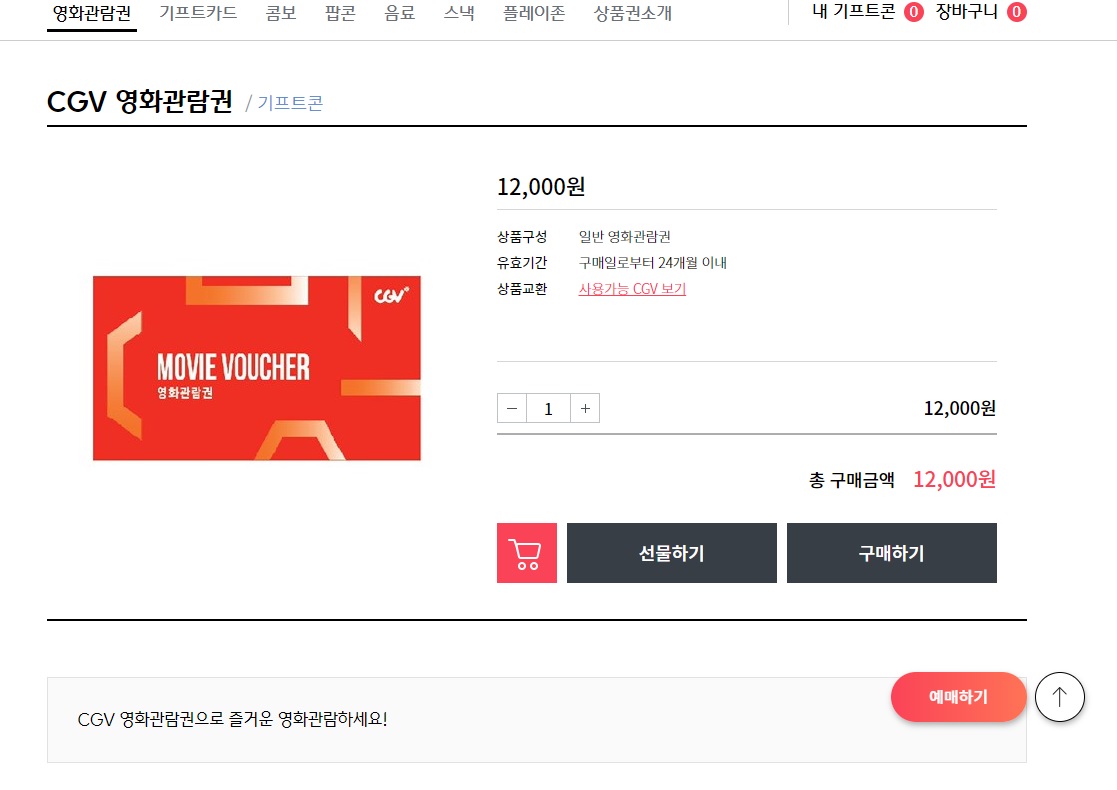 영화관람권 기프트카드 콤보 팝콘 음료 스낵 플레이존 상품권소개 내 기프트콘 0 장바구니 0
CGV 영화관람권 / 기프트콘
12,000원
상품구성 일반 영화관람권
유효기간 구매일로부터 24개월 이내
상품교환 사용가능 CGV 보기
CGV
MOVIE VOUCHER
영화관람권
− 1 + 12,000원
총 구매금액 12,000원
선물하기 구매하기
예매하기
CGV 영화관람권으로 즐거운 영화관람하세요!